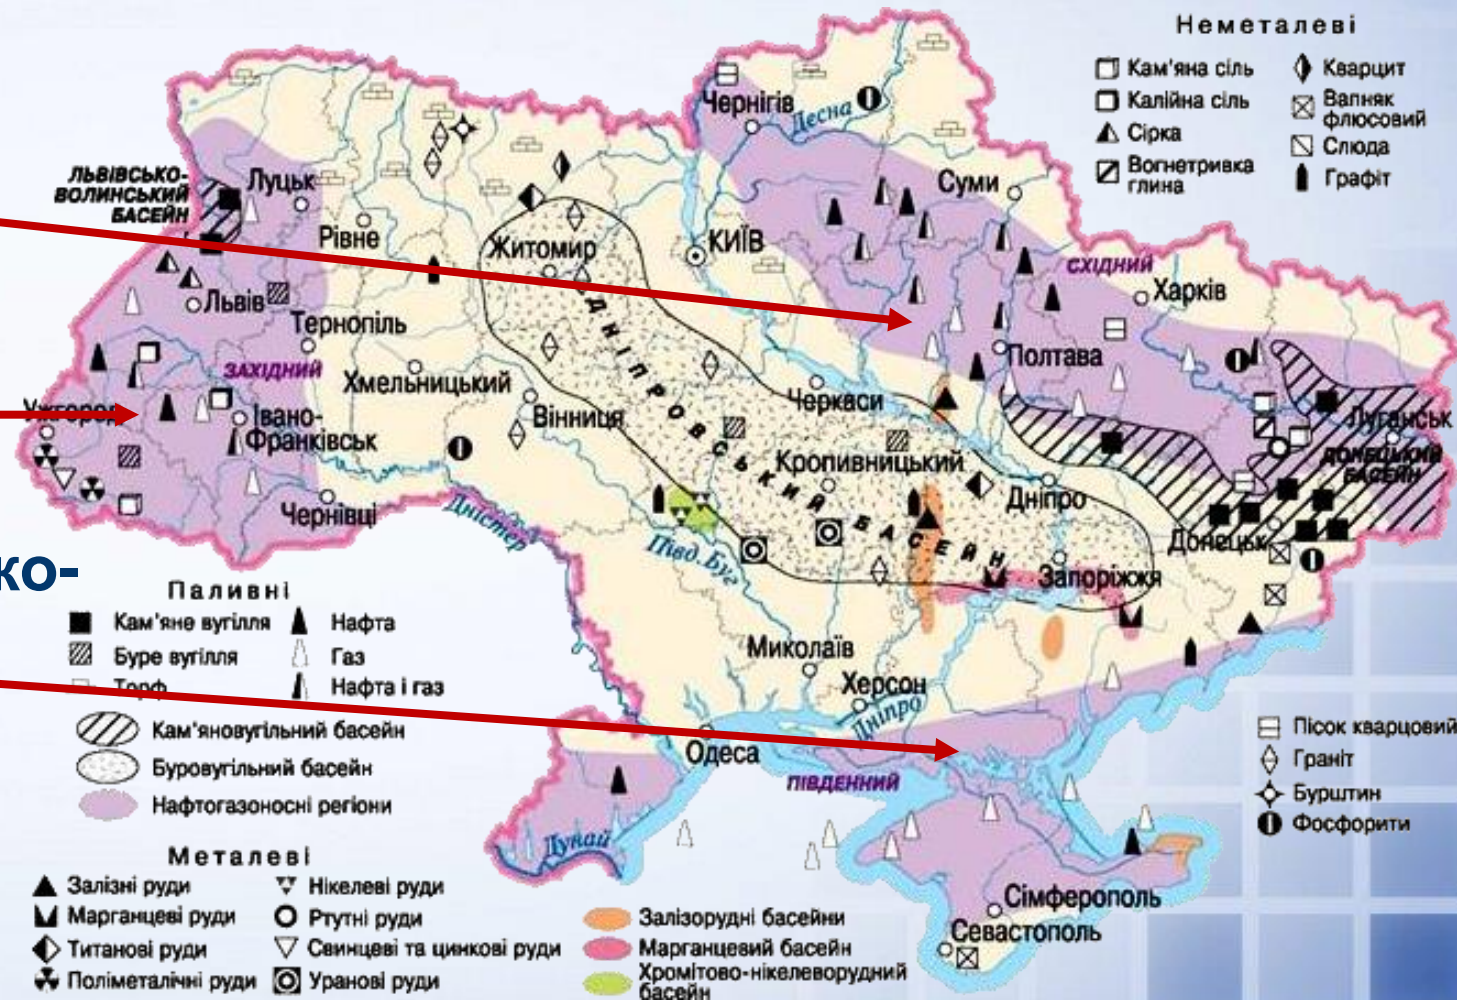 Неметалеві
Кам'яна сіль
Калійна сіль
Сірка
Вогнетривка
глина
Кварцит
Вапняк
флюсовий
Слюда
Графіт
Чернігів
Десна
ЛЬВІВСЬКО-
ВОЛИНСЬКИЙ
БАСЕЙН
Луцьк
Рівне
Житомир
КИЇВ
Суми
СХІДНИЙ
Харків
Львів
Тернопіль
ЗАХІДНИЙ
Хмельницький
Вінниця
Черкаси
Полтава
Ужгород
Івано-
Франківськ
Чернівці
ДНІПРОВСЬКИЙ БАСЕЙН
Кропивницький
Дніпро
Луганськ
ДОНЕЦЬКИЙ
БАСЕЙН
Донецьк
Запоріжжя
Дністер
Півд.Буг
ко-
Миколаїв
Херсон
Дніпро
Одеса
ПІВДЕННИЙ
Дунай
Сімферополь
Севастополь
Паливні
Кам'яне вугілля
Буре вугілля
Торф
Нафта
Газ
Нафта і газ
Кам'яновугільний басейн
Буровугільний басейн
Нафтогазоносні регіони
Металеві
Залізні руди
Марганцеві руди
Титанові руди
Поліметалічні руди
Нікелеві руди
Ртутні руди
Свинцеві та цинкові руди
Уранові руди
Залізорудні басейни
Марганцевий басейн
Хромітово-нікелеворудний
басейн
Пісок кварцовий
Граніт
Бурштин
Фосфорити